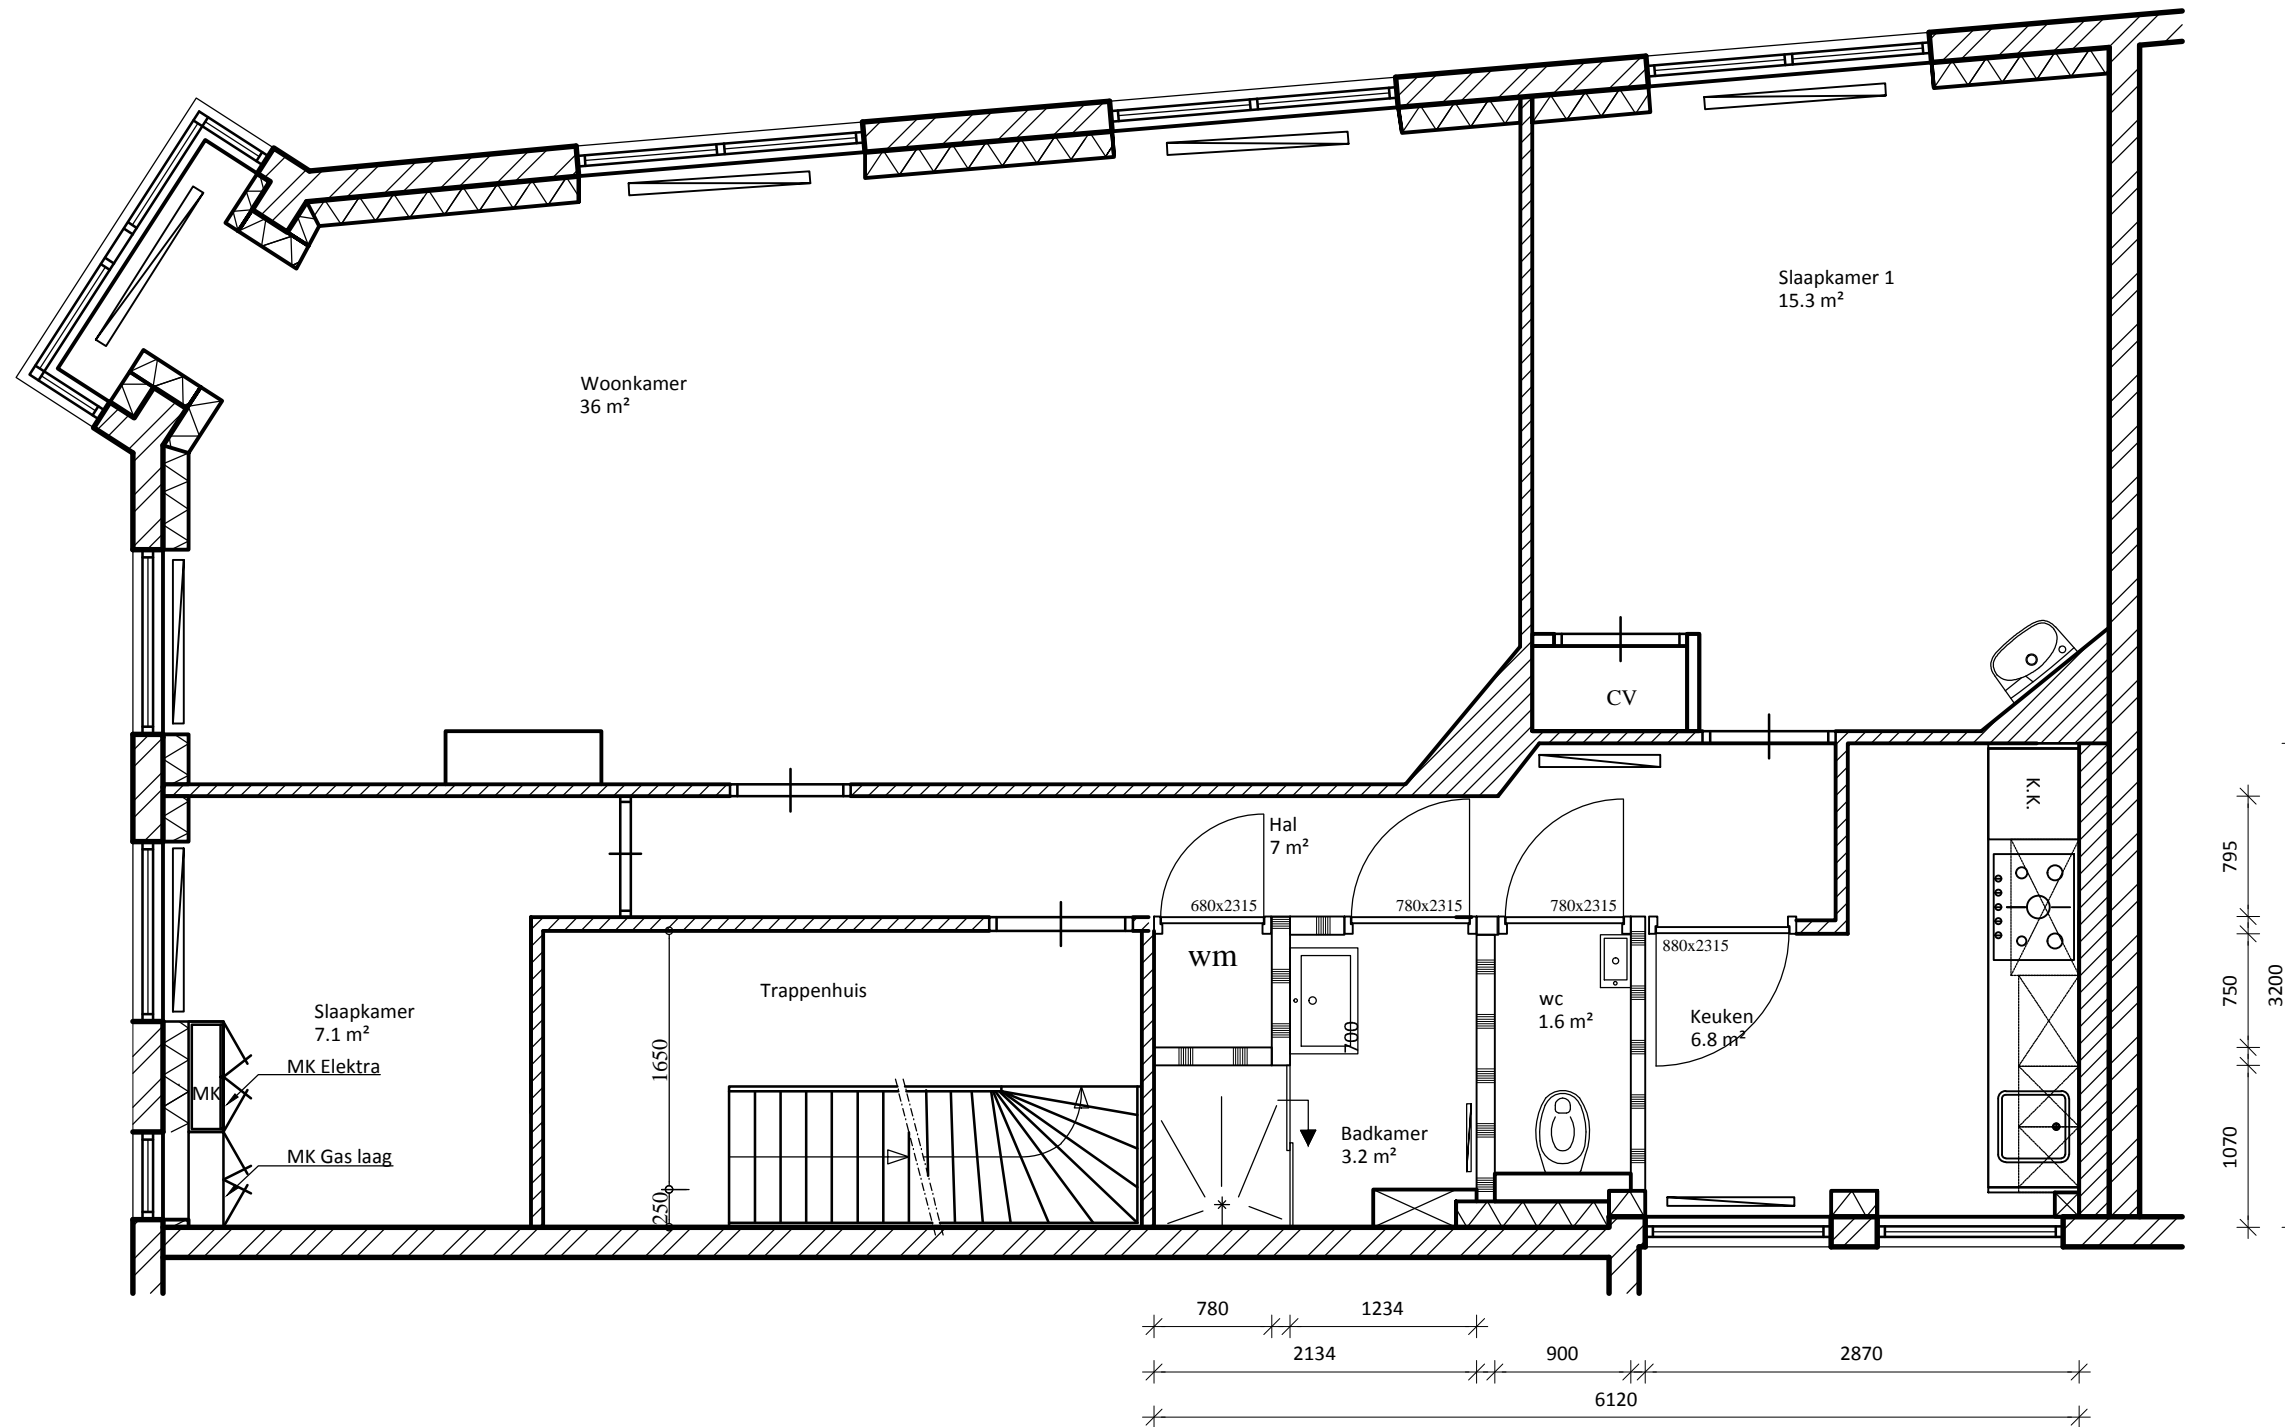 Slaapkamer 1
15.3 m²
Woonkamer
36 m²
CV
K.K.
Hal
7 m²
680x2315
780x2315
780x2315
880x2315
wm
Trappenhuis
Slaapkamer
7.1 m²
MK Elektra
MK
MK Gas laag
1650
250
700
wc
1.6 m²
Keuken
6.8 m²
Badkamer
3.2 m²
795
750
3200
1070
780
1234
2134
900
2870
6120